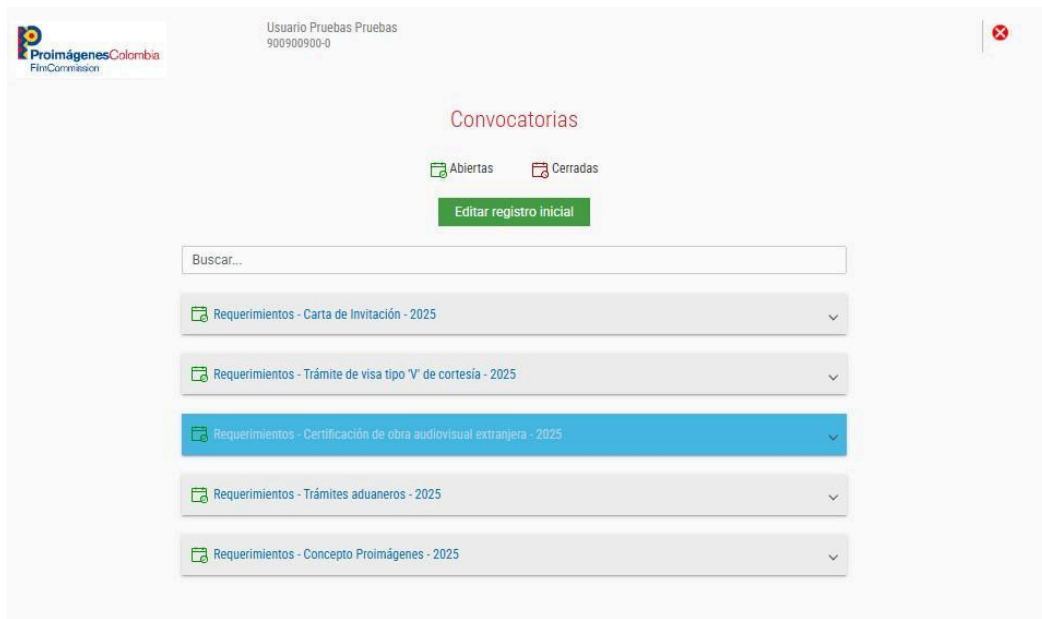 Usuario Pruebas Pruebas
900900900-0
ProimágenesColombia
FilmCommission
Convocatorias
Abiertas
Cerradas
Editar registro inicial
Buscar...
Requerimientos - Carta de Invitación - 2025
Requerimientos - Trámite de visa tipo 'V' de cortesía - 2025
Requerimientos - Certificación de obra audiovisual extranjera - 2025
Requerimientos - Trámites aduaneros - 2025
Requerimientos - Concepto Proimágenes - 2025